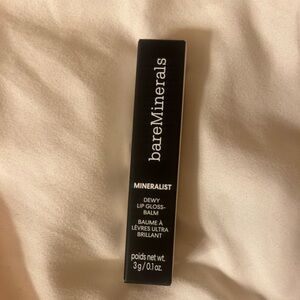 bareMinerals
MINERALIST
DEWY
LIP GLOSS-
BALM
BAUME À
LÈVRES ULTRA
BRILLANT
poids net wt.
3 g / 0.1 oz.